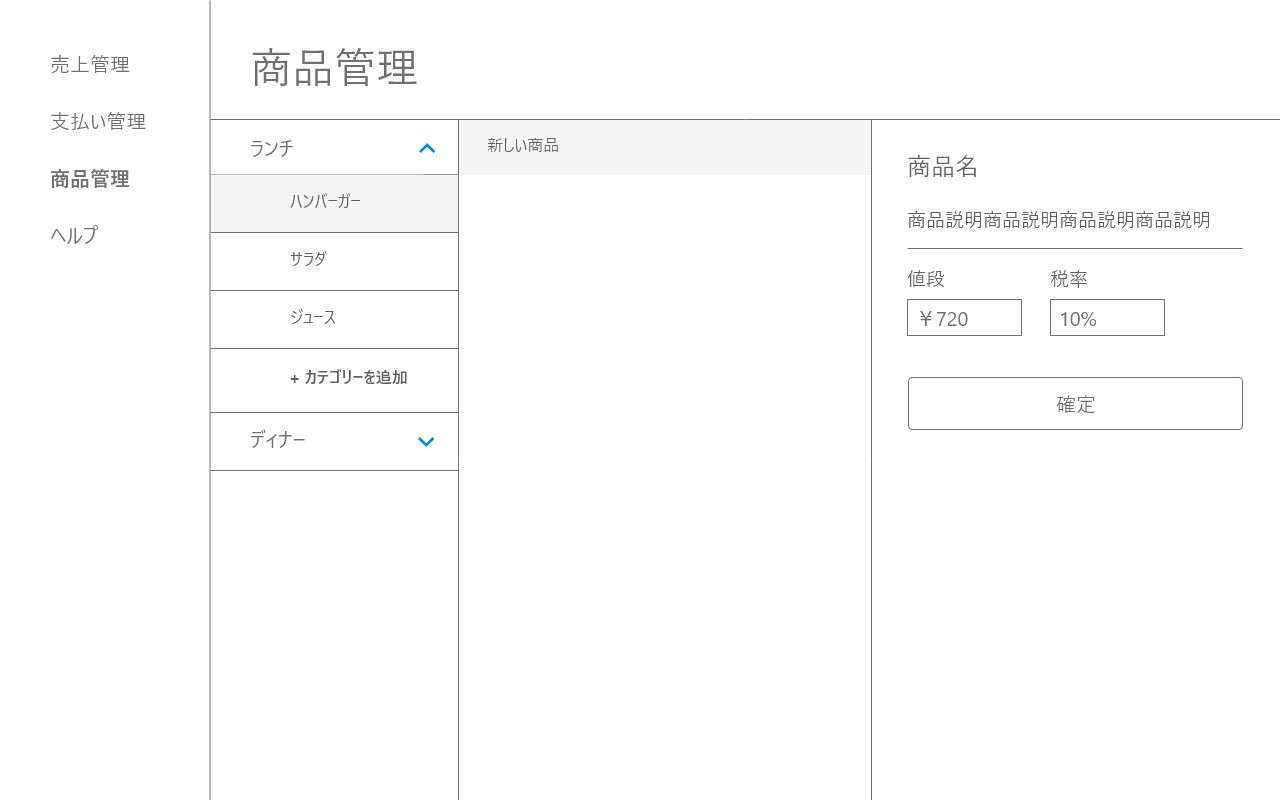 売上管理
支払い管理
商品管理
ヘルプ
商品管理
ランチ
ハンバーガー
サラダ
ジュース
+ カテゴリーを追加
ディナー
新しい商品
商品名
商品説明商品説明商品説明商品説明
値段
税率
￥720
10%
確定